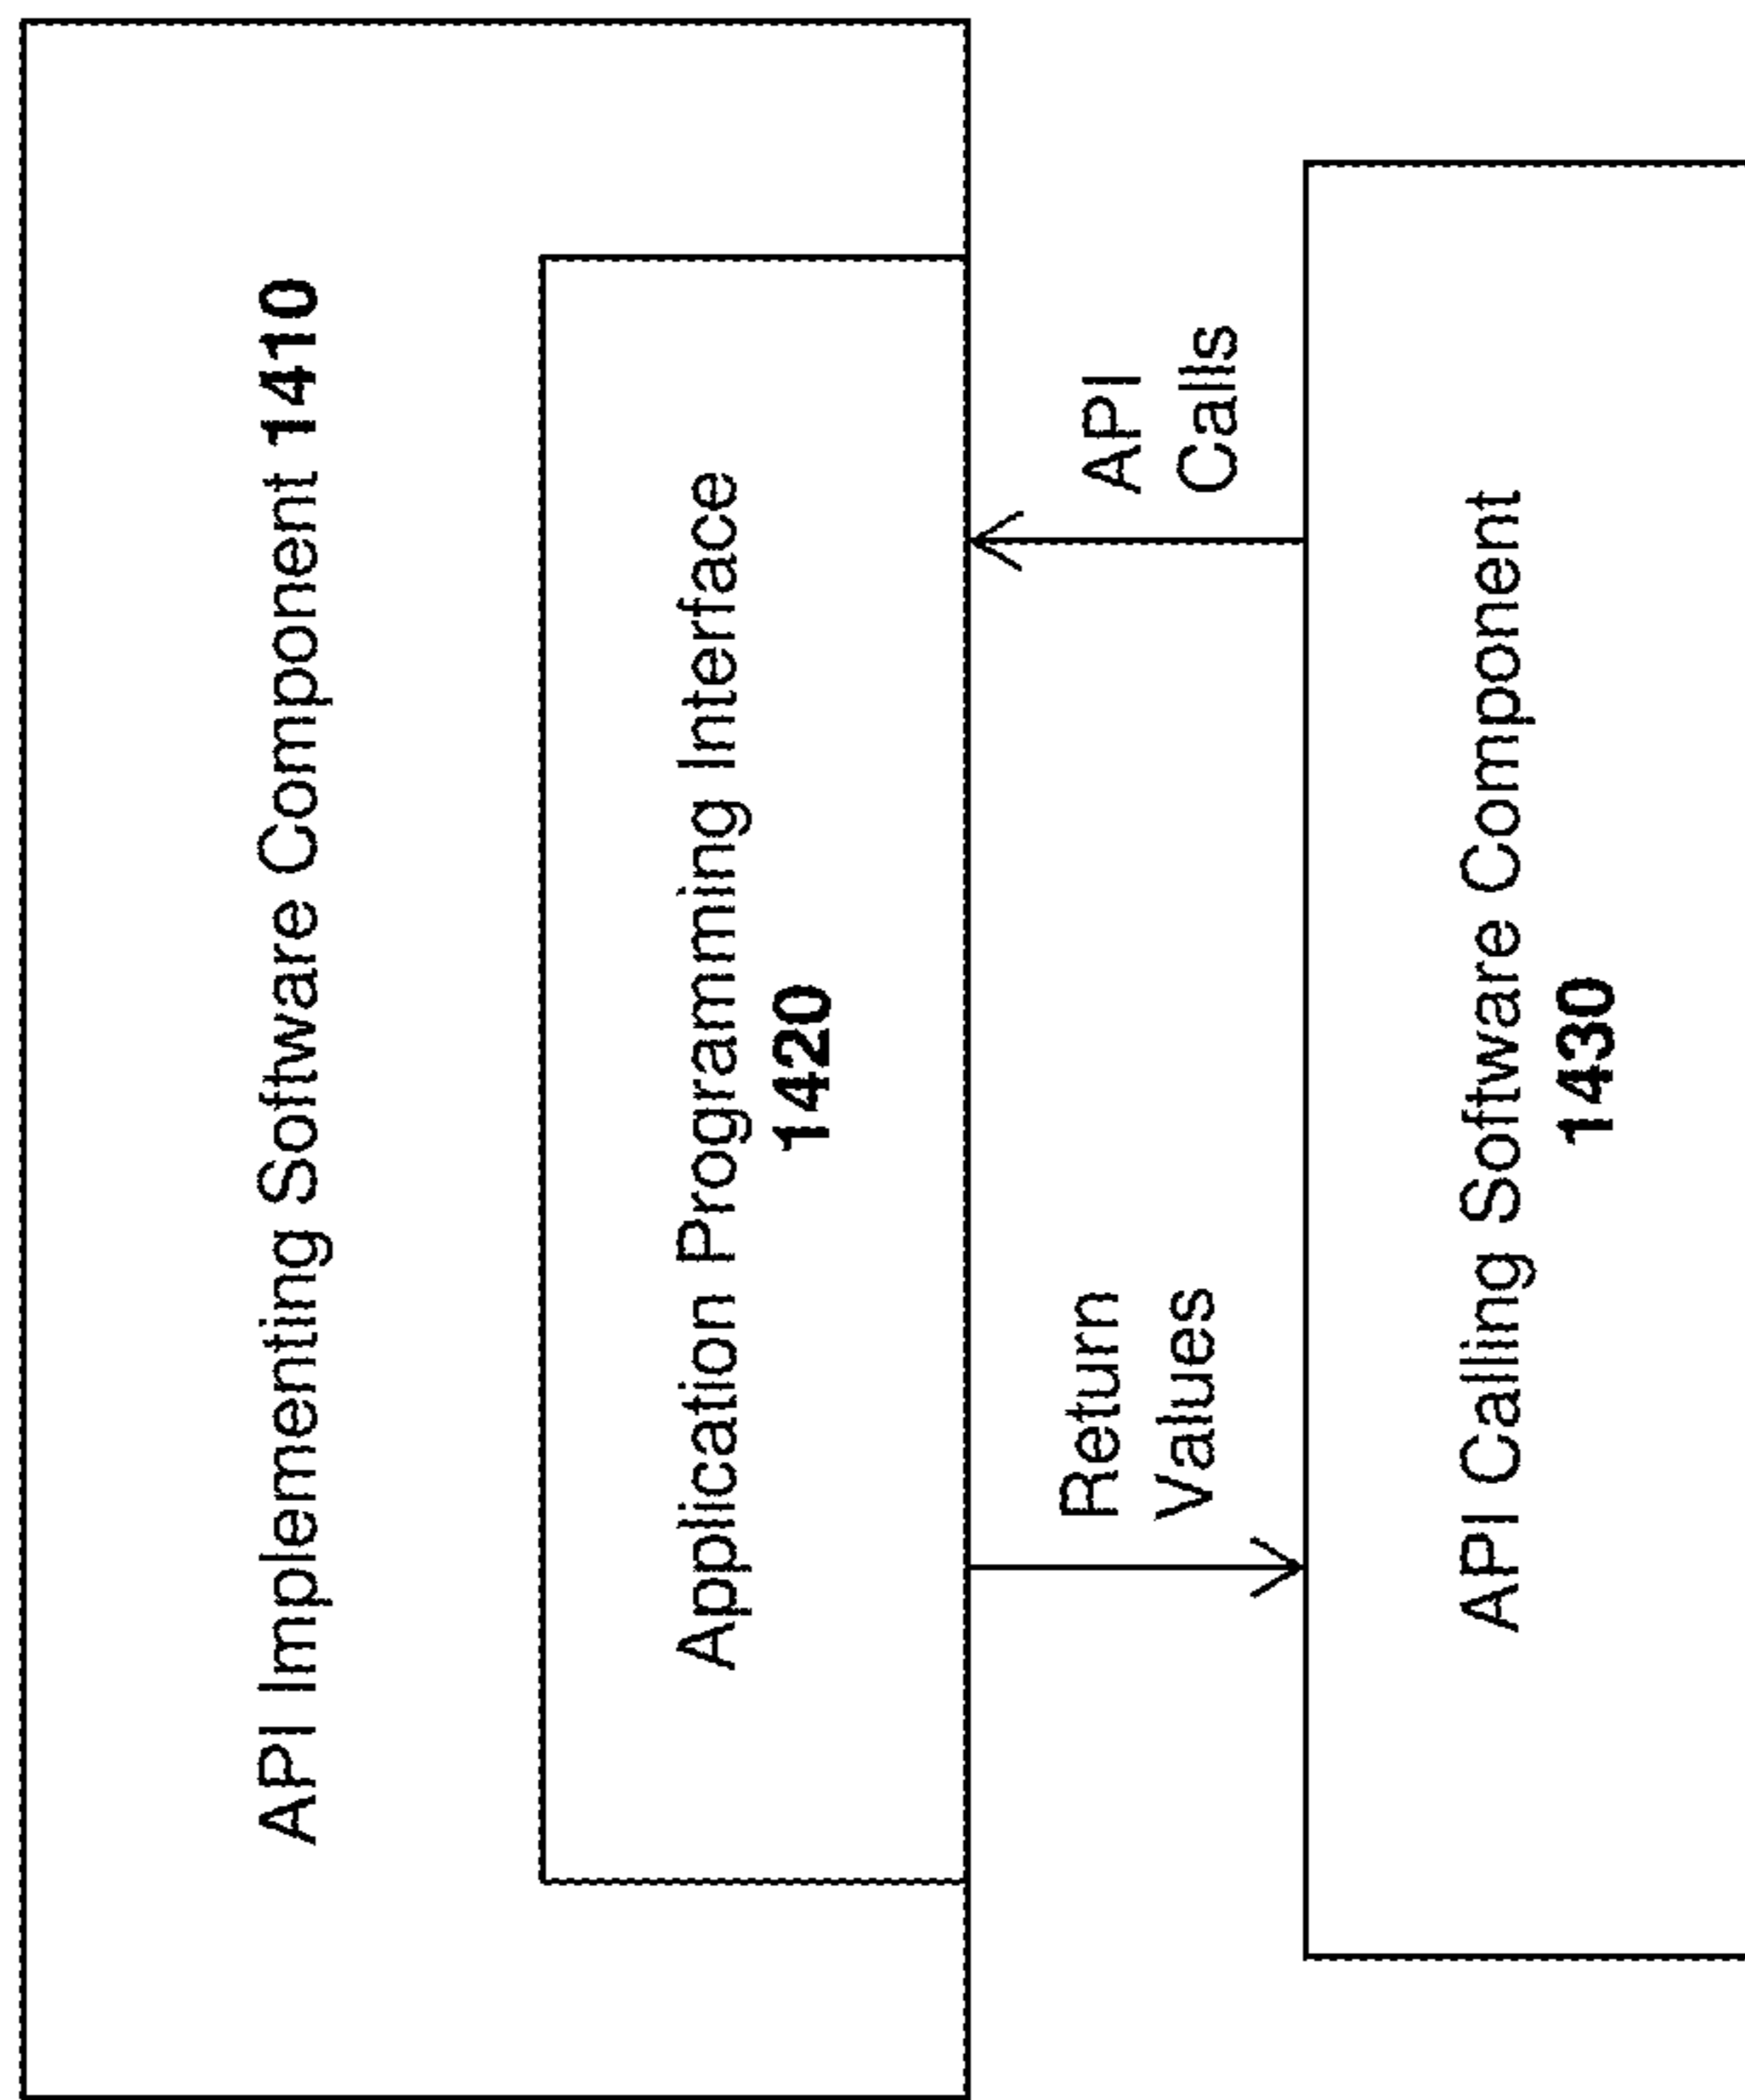 API Implementing Software Component 1410
Application Programming Interface
1420
Return
Values
API
Calls
API Calling Software Component
1430